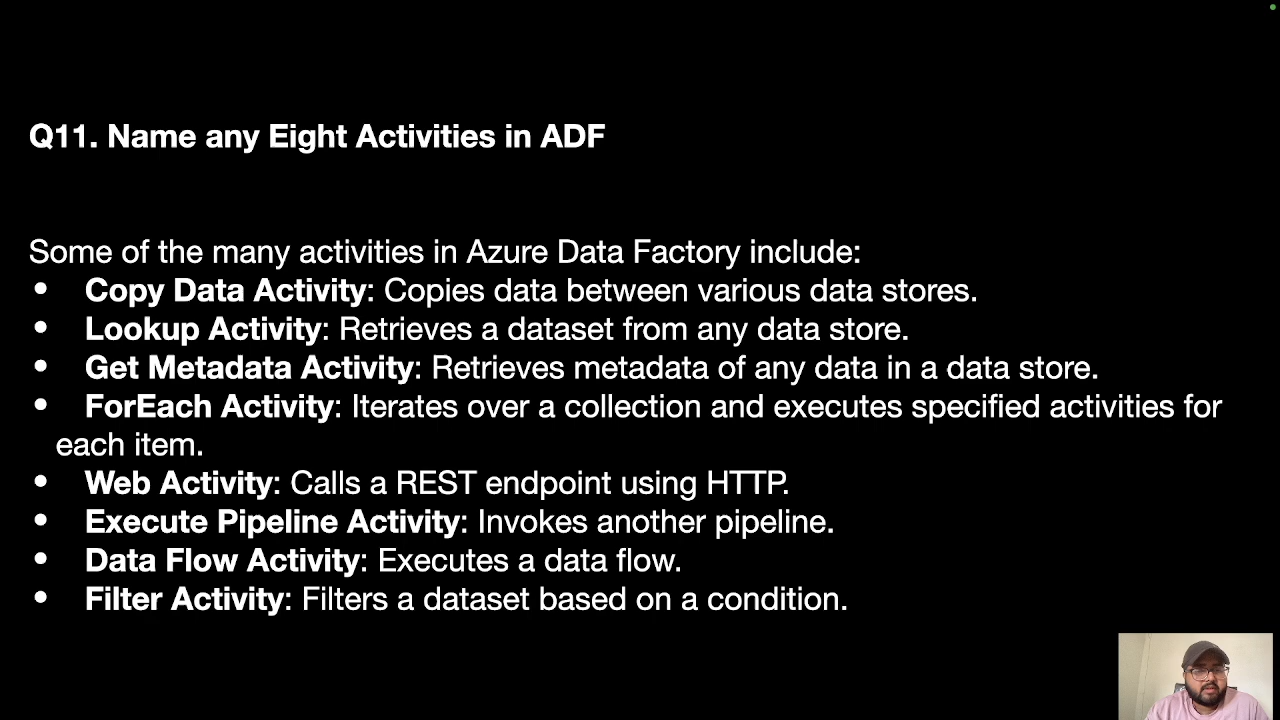 Q11. Name any Eight Activities in ADF
Some of the many activities in Azure Data Factory include:
• Copy Data Activity: Copies data between various data stores.
• Lookup Activity: Retrieves a dataset from any data store.
• Get Metadata Activity: Retrieves metadata of any data in a data store.
• ForEach Activity: Iterates over a collection and executes specified activities for
each item.
• Web Activity: Calls a REST endpoint using HTTP.
• Execute Pipeline Activity: Invokes another pipeline.
• Data Flow Activity: Executes a data flow.
• Filter Activity: Filters a dataset based on a condition.